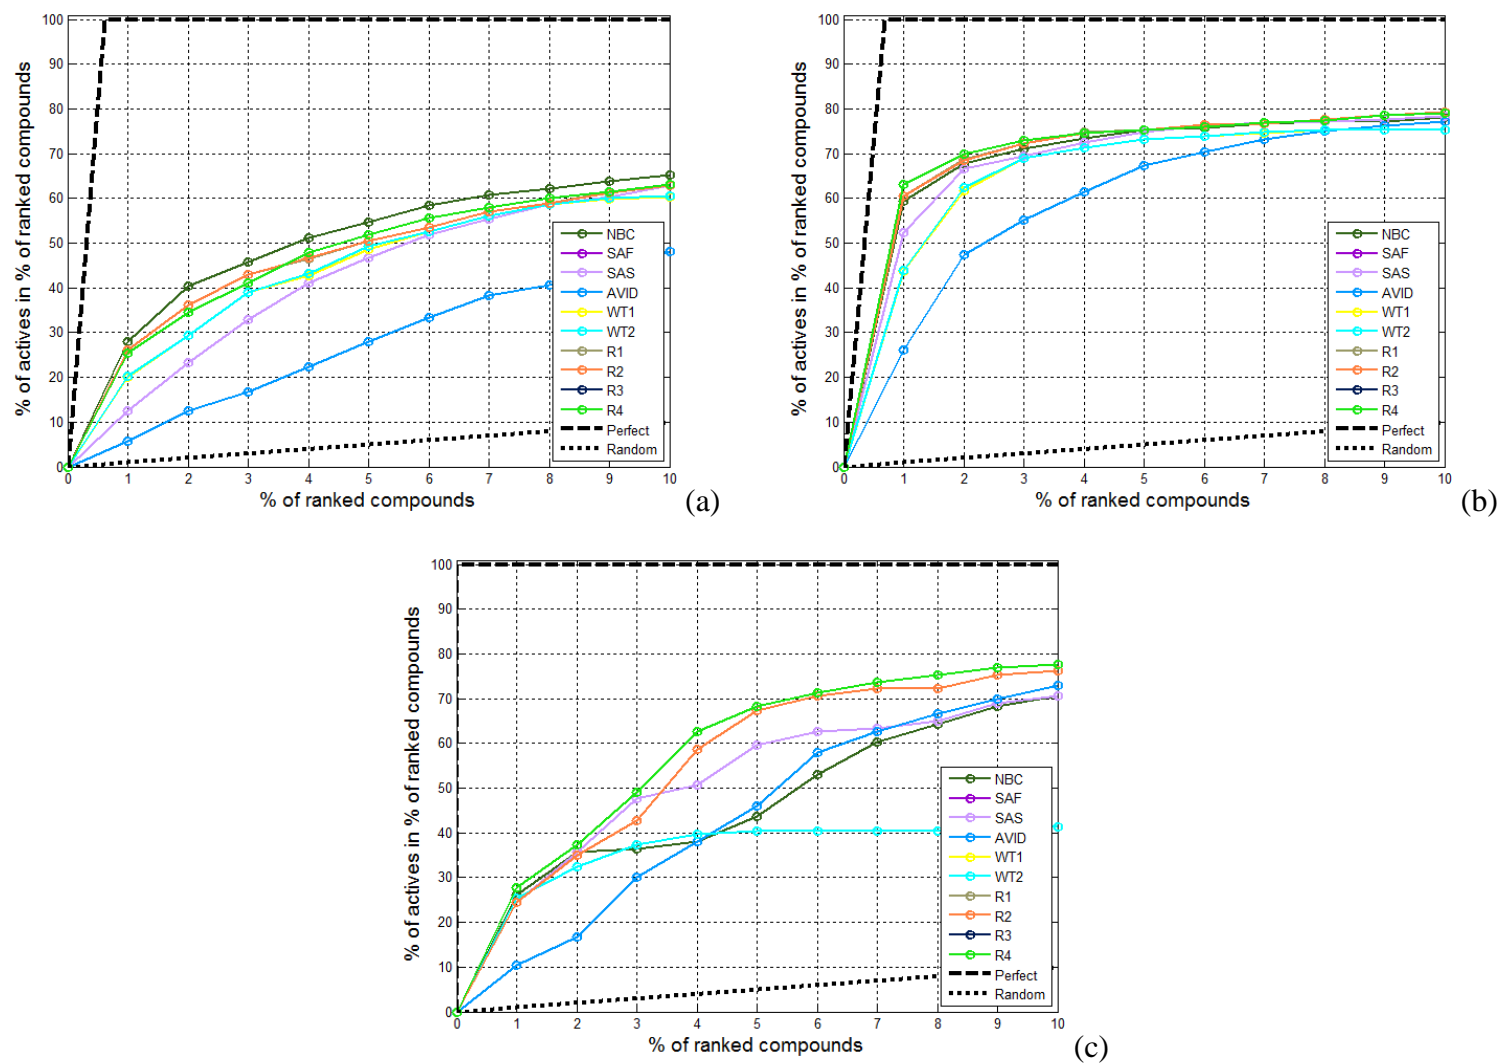 % of actives in % of ranked compounds
100
90
80
70
60
50
40
30
20
10
0
0 1 2 3 4 5 6 7 8 9 10
% of ranked compounds
NBC
SAF
SAS
AVID
WT1
WT2
R1
R2
R3
R4
Perfect
Random
(a)
% of actives in % of ranked compounds
100
90
80
70
60
50
40
30
20
10
0
0 1 2 3 4 5 6 7 8 9 10
% of ranked compounds
NBC
SAF
SAS
AVID
WT1
WT2
R1
R2
R3
R4
Perfect
Random
(b)
% of actives in % of ranked compounds
100
90
80
70
60
50
40
30
20
10
0
0 1 2 3 4 5 6 7 8 9 10
% of ranked compounds
NBC
SAF
SAS
AVID
WT1
WT2
R1
R2
R3
R4
Perfect
Random
(c)